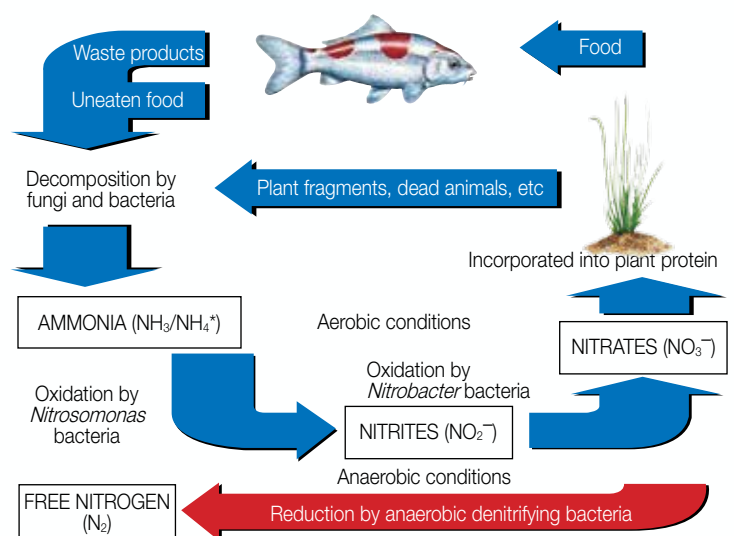 Waste products
Food
Uneaten food
Decomposition by
fungi and bacteria
Plant fragments, dead animals, etc
Incorporated into plant protein
AMMONIA (NH₃/NH₄*)
Aerobic conditions
NITRATES (NO₃⁻)
Oxidation by
Nitrosomonas
bacteria
Oxidation by
Nitrobacter bacteria
NITRITES (NO₂⁻)
Anaerobic conditions
FREE NITROGEN
(N₂)
Reduction by anaerobic denitrifying bacteria